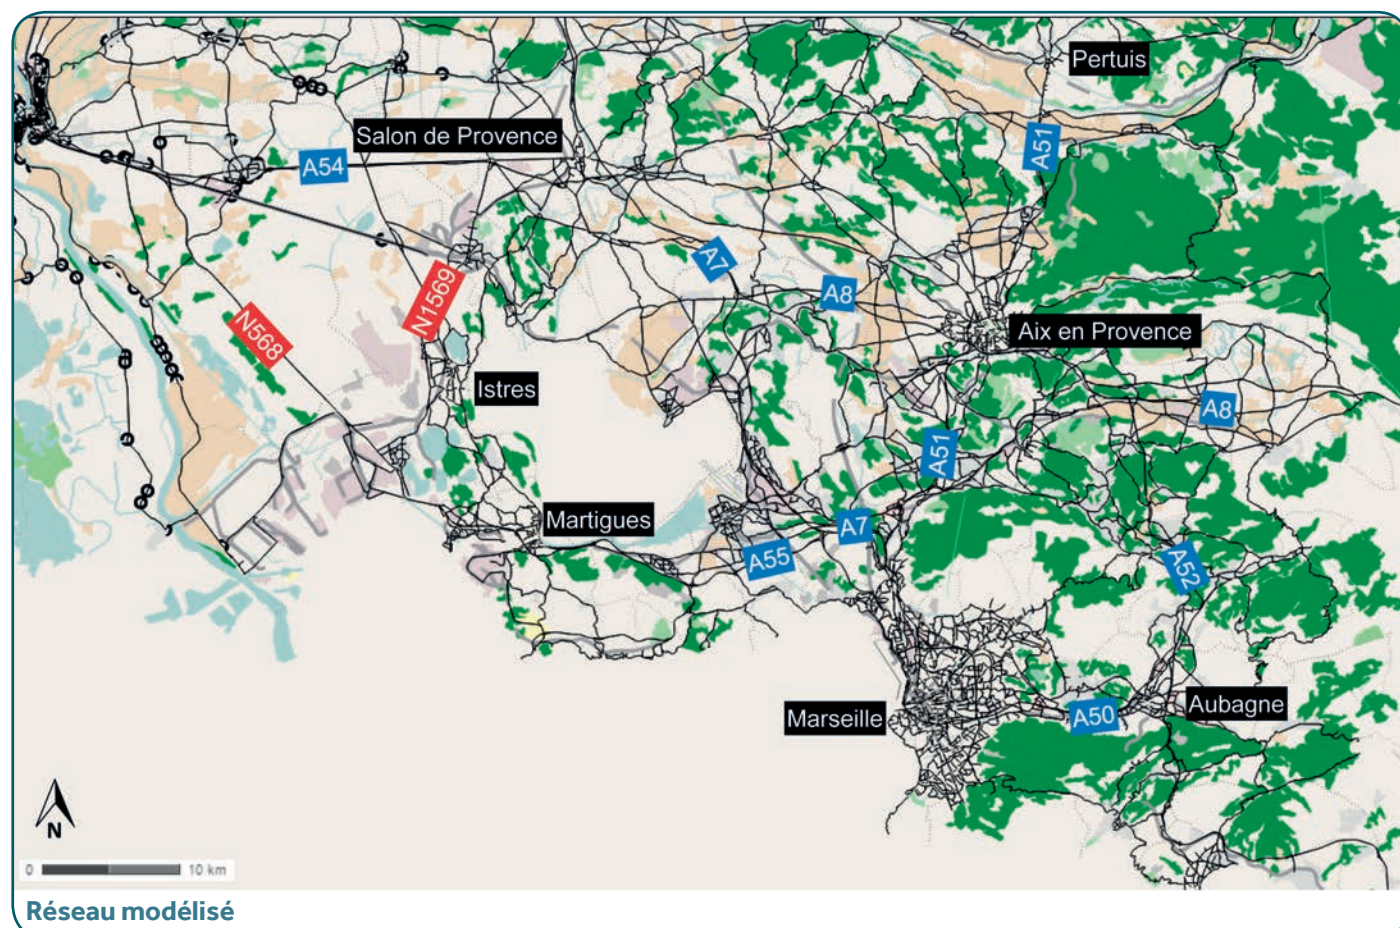 Pertuis
Salon de Provence
A51
A54
A7
A8
N1569
N568
Aix en Provence
Istres
A8
A51
Martigues
A7
A55
A52
Marseille
A50
Aubagne
N
0 10 km
Réseau modélisé